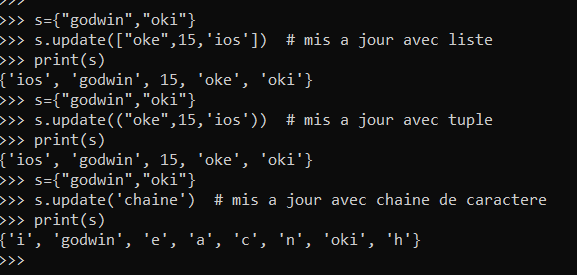 >>> s={"godwin","oki"}
>>> s.update(["oke",15,'ios'])  # mis a jour avec liste
>>> print(s)
{'ios', 'godwin', 15, 'oke', 'oki'}
>>> s={"godwin","oki"}
>>> s.update(("oke",15,'ios'))  # mis a jour avec tuple
>>> print(s)
{'ios', 'godwin', 15, 'oke', 'oki'}
>>> s={"godwin","oki"}
>>> s.update('chaine')  # mis a jour avec chaine de caractere
>>> print(s)
{'i', 'godwin', 'e', 'a', 'c', 'n', 'oki', 'h'}
>>>